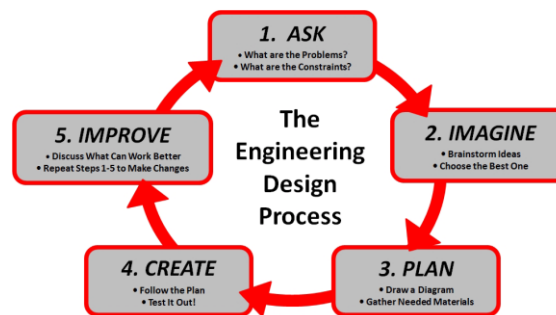 1. ASK
• What are the Problems?
• What are the Constraints?
The
Engineering
Design
Process
2. IMAGINE
• Brainstorm Ideas
• Choose the Best One
3. PLAN
• Draw a Diagram
• Gather Needed Materials
4. CREATE
• Follow the Plan
• Test It Out!
5. IMPROVE
• Discuss What Can Work Better
• Repeat Steps 1-5 to Make Changes